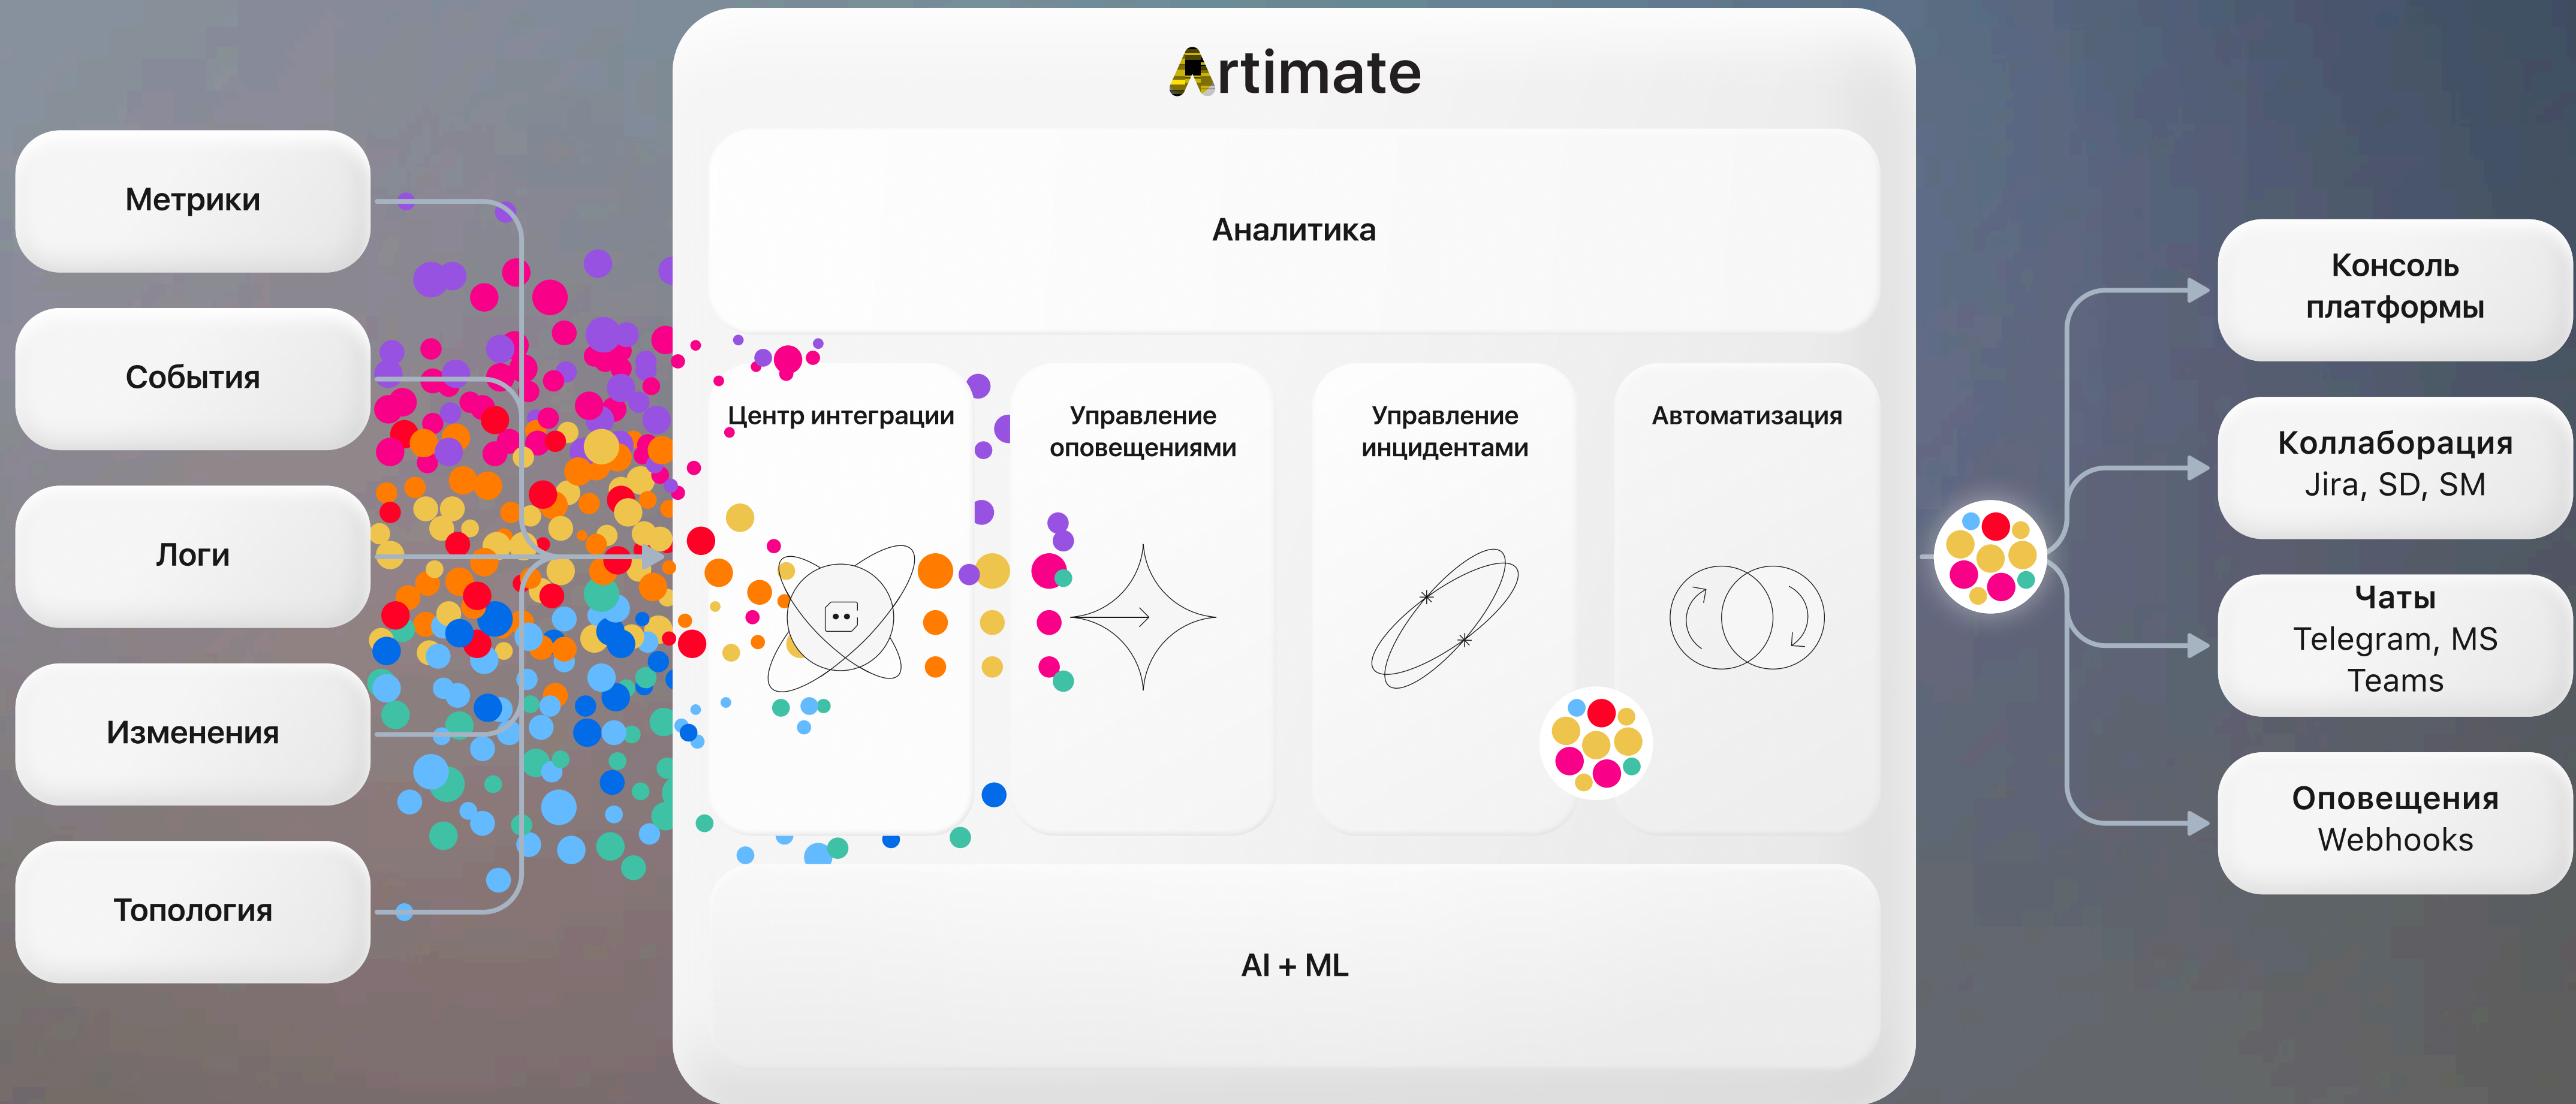 Artimate
Метрики
События
Логи
Изменения
Топология
Аналитика
Центр интеграции
Управление
оповещениями
Управление
инцидентами
Автоматизация
AI + ML
Консоль
платформы
Коллаборация
Jira, SD, SM
Чаты
Telegram, MS
Teams
Оповещения
Webhooks